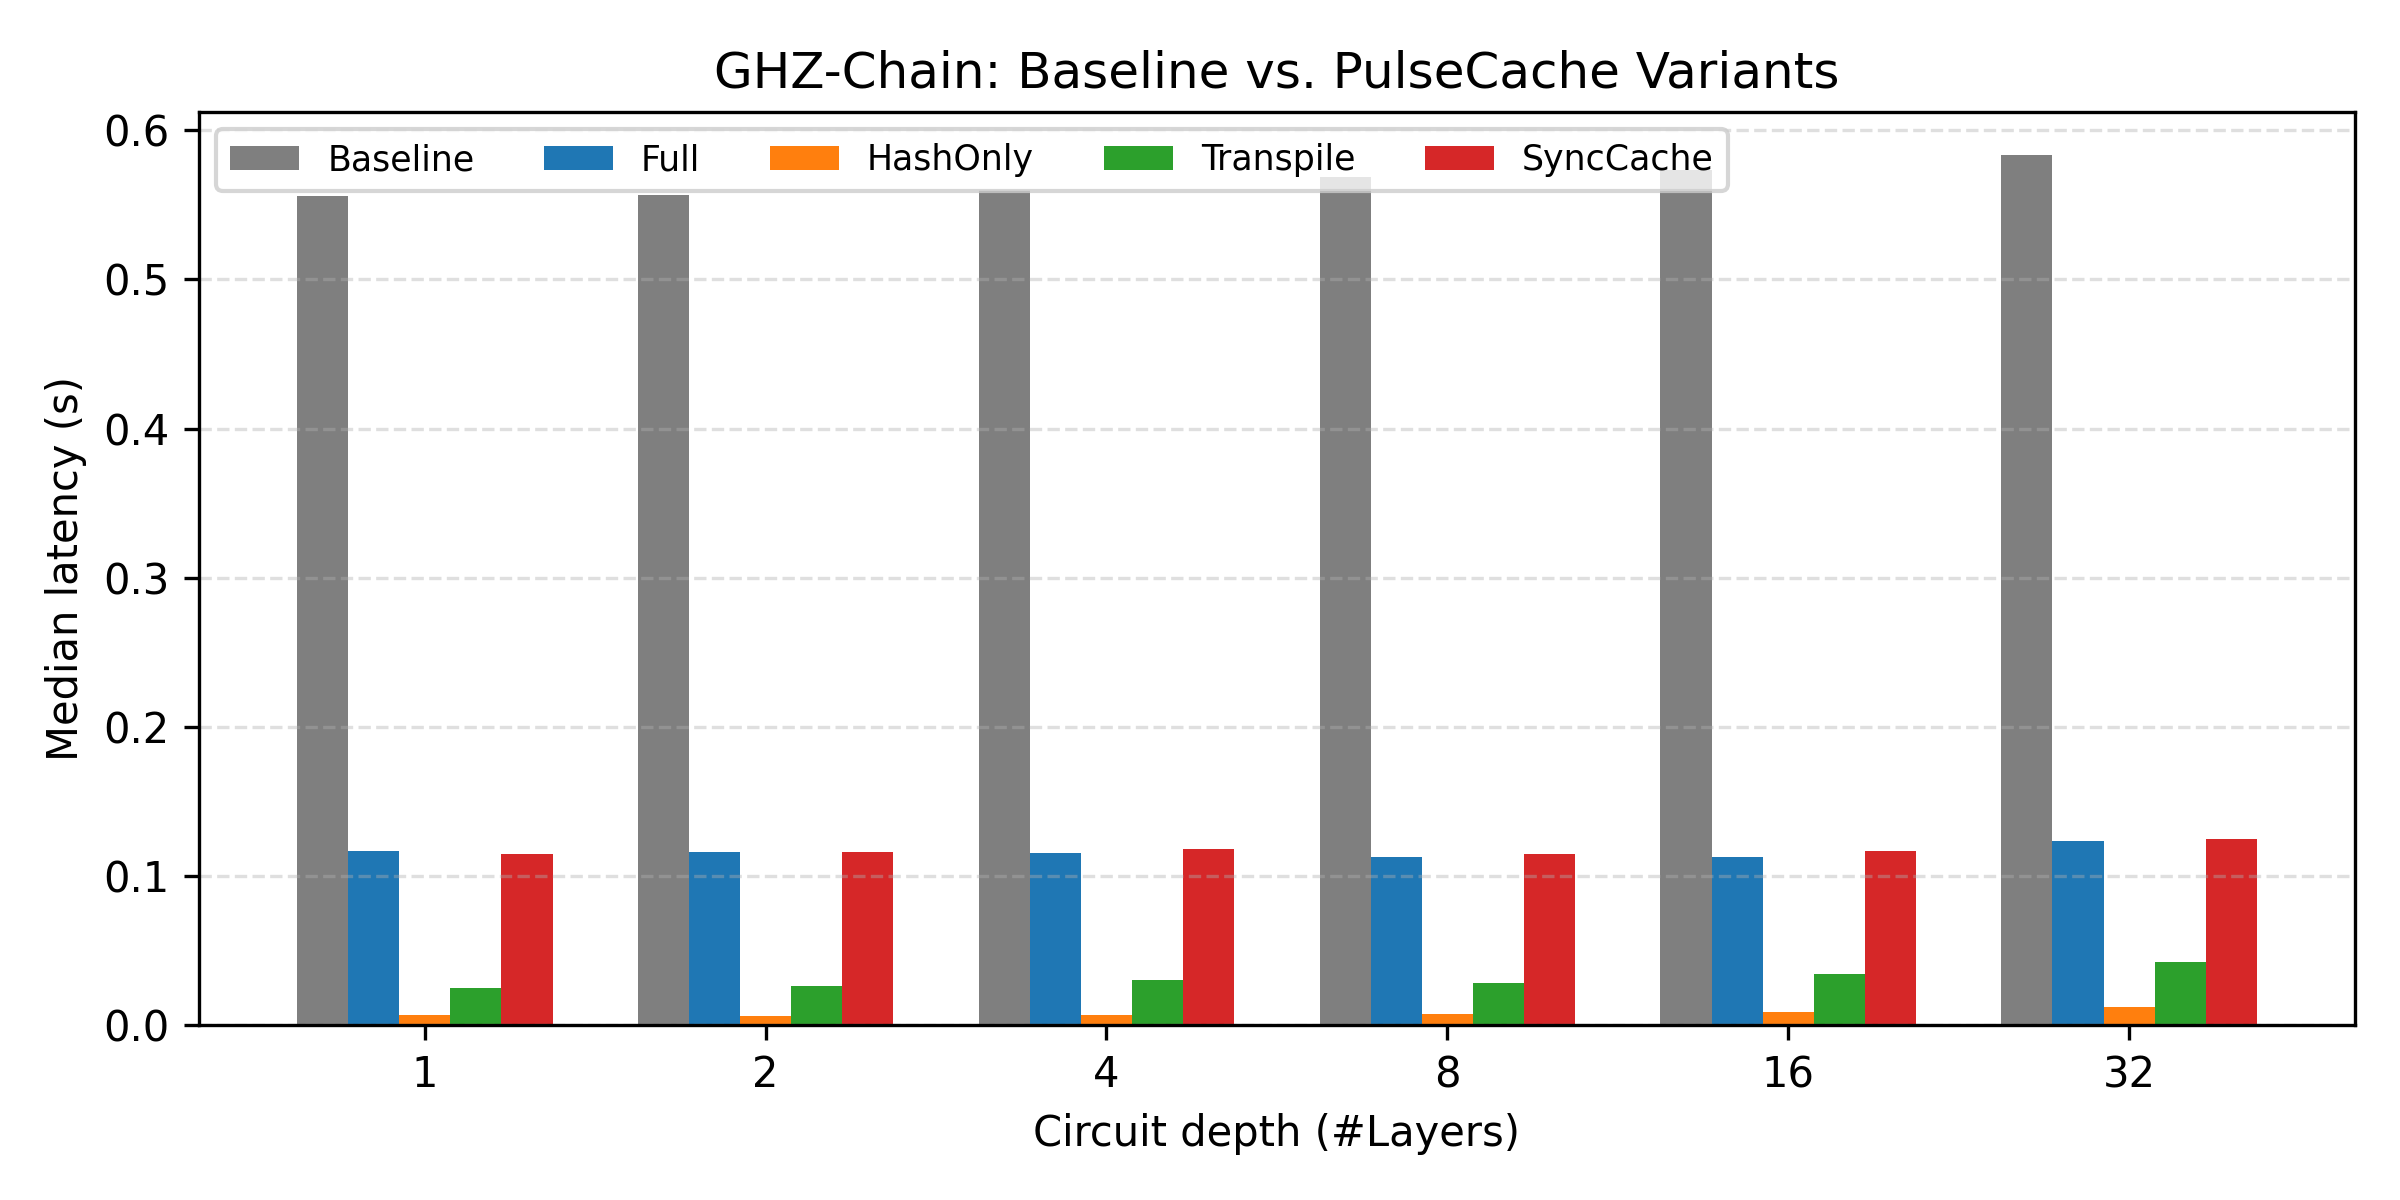 GHZ-Chain: Baseline vs. PulseCache Variants
Baseline Full HashOnly Transpile SyncCache
Median latency (s)
0.6
0.5
0.4
0.3
0.2
0.1
0.0
1 2 4 8 16 32
Circuit depth (#Layers)